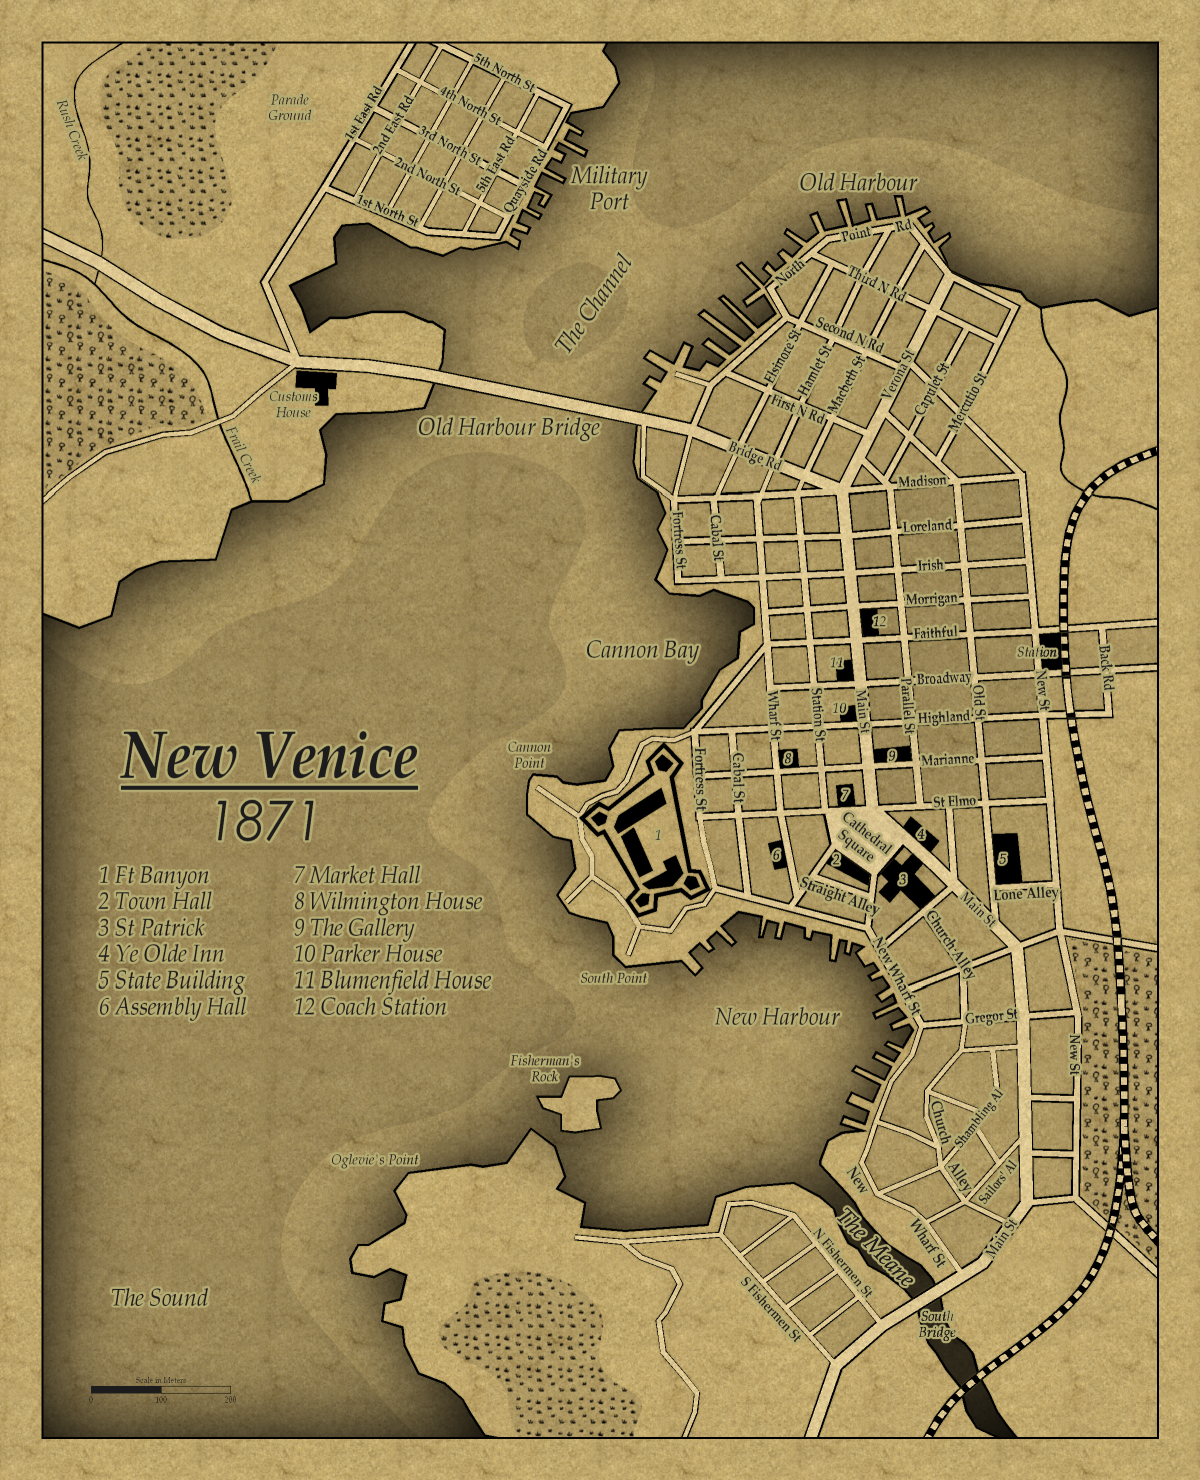 5th North St
Parade
Ground
Rush Creek
1st East Rd
2nd East Rd
4th North St
3rd North St
2nd North St
5th East Rd
Quayside Rd
1st North St
Military
Port
Old Harbour
North
Point
Rd
The Channel
Third N Rd
Second N Rd
Elsinore St
Hamlet St
Macbeth St
Verona St
Capulet St
Mercutio St
First N Rd
Customs
House
Frail Creek
Old Harbour Bridge
Bridge Rd
Madison
Fortress St
Cabal St
Loreland
Irish
Morrigan
12
Faithful
Cannon Bay
Station
11
Back Rd
Broadway
Wharf St
Station St
Main St
Parallel St
Old St
New St
10
Highland
New Venice
1871
Cannon
Point
Fortress St
Cabal St
8
9
Marianne
7
St Elmo
1
Cathedral
Square
4
6
2
3
5
Straight Alley
Main St
Lone Alley
1 Ft Banyon
2 Town Hall
3 St Patrick
4 Ye Olde Inn
5 State Building
6 Assembly Hall
7 Market Hall
8 Wilmington House
9 The Gallery
10 Parker House
11 Blumenfield House
12 Coach Station
Church Alley
New Wharf St
South Point
New Harbour
Gregor St
New St
Fisherman's
Rock
Church
Alley
Shambling Al
Sailors' Al
Oglevie's Point
New
Wharf St
Main St
The Meane
N Fishermen St
S Fishermen St
South
Bridge
The Sound
Scale in Meters
0 100 200